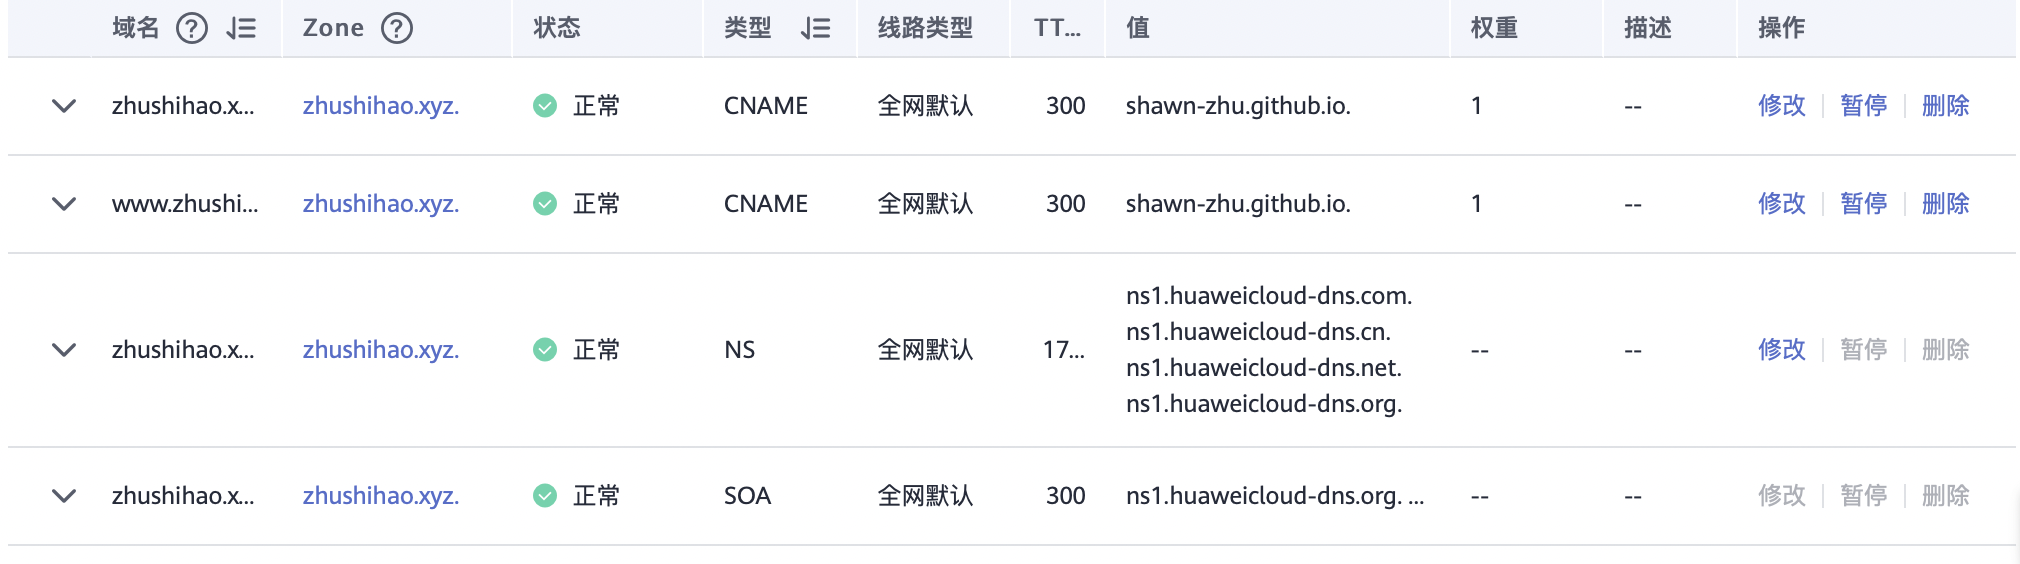 域名 Zone 状态 类型 线路类型 TT... 值 权重 描述 操作
zhushihao.x... zhushihao.xyz. 正常 CNAME 全网默认 300 shawn-zhu.github.io. 1 -- 修改 暂停 删除
www.zhushi... zhushihao.xyz. 正常 CNAME 全网默认 300 shawn-zhu.github.io. 1 -- 修改 暂停 删除
ns1.huaweicloud-dns.com.
ns1.huaweicloud-dns.cn.
zhushihao.x... zhushihao.xyz. 正常 NS 全网默认 17... -- -- 修改 暂停 删除
ns1.huaweicloud-dns.net.
ns1.huaweicloud-dns.org.
zhushihao.x... zhushihao.xyz. 正常 SOA 全网默认 300 ns1.huaweicloud-dns.org. ... -- -- 修改 暂停 删除